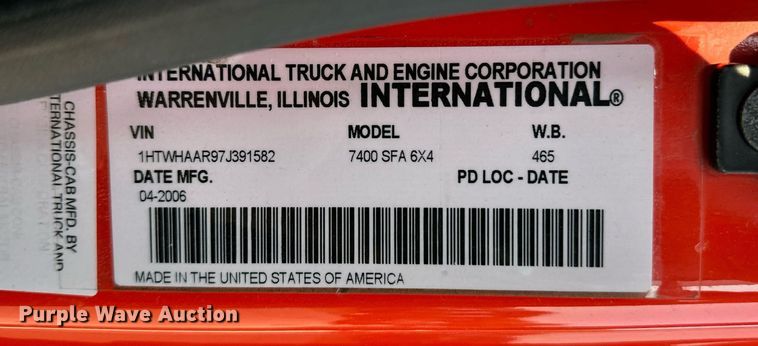 INTERNATIONAL TRUCK AND ENGINE CORPORATION
WARRENVILLE, ILLINOIS INTERNATIONAL®
VIN MODEL W.B.
1HTWHAAR97J391582 7400 SFA 6X4 465
DATE MFG. PD LOC - DATE
04-2006
MADE IN THE UNITED STATES OF AMERICA
CHASSIS-CAB MFD. BY
INTERNATIONAL TRUCK AND
Purple Wave Auction